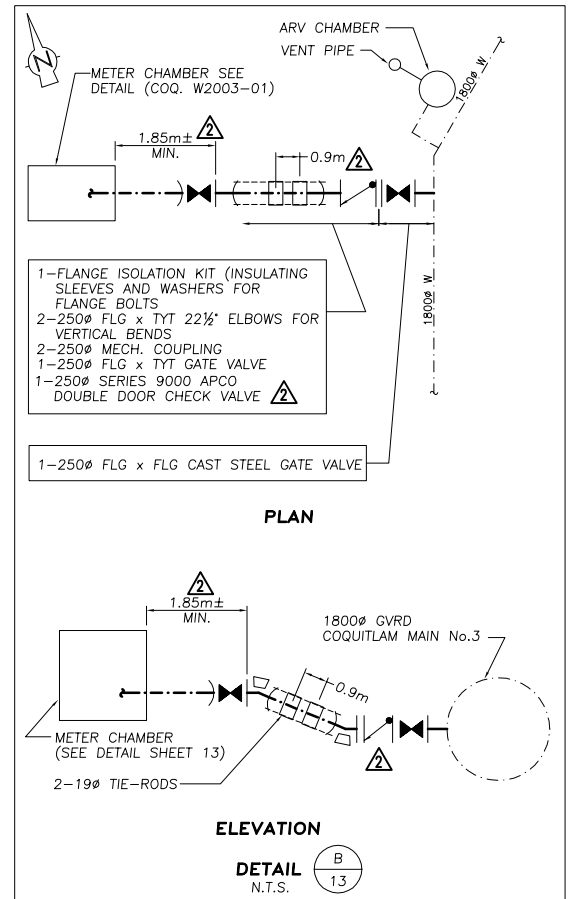 N
ARV CHAMBER
VENT PIPE
METER CHAMBER SEE
DETAIL (COQ. W2003-01)
1800ø W
1.85m±
MIN.
2
0.9m
2
1-FLANGE ISOLATION KIT (INSULATING
SLEEVES AND WASHERS FOR
FLANGE BOLTS
2-250ø FLG x TYT 22½° ELBOWS FOR
VERTICAL BENDS
2-250ø MECH. COUPLING
1-250ø FLG x TYT GATE VALVE
1-250ø SERIES 9000 APCO
DOUBLE DOOR CHECK VALVE 2
1800ø W
1-250ø FLG x FLG CAST STEEL GATE VALVE
PLAN
2
1.85m±
MIN.
1800ø GVRD
COQUITLAM MAIN No.3
0.9m
METER CHAMBER
(SEE DETAIL SHEET 13)
2
2-19ø TIE-RODS
ELEVATION
DETAIL B
N.T.S. 13